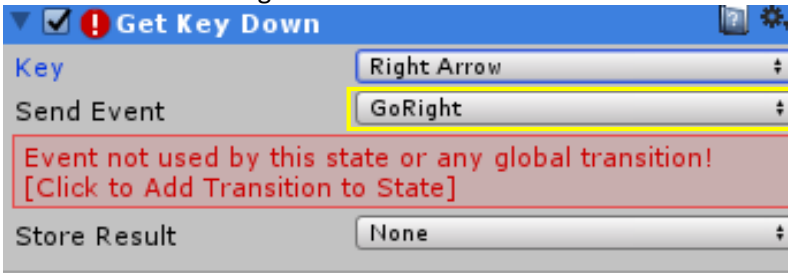 Get Key Down
Key Right Arrow
Send Event GoRight
Event not used by this state or any global transition!
[Click to Add Transition to State]
Store Result None